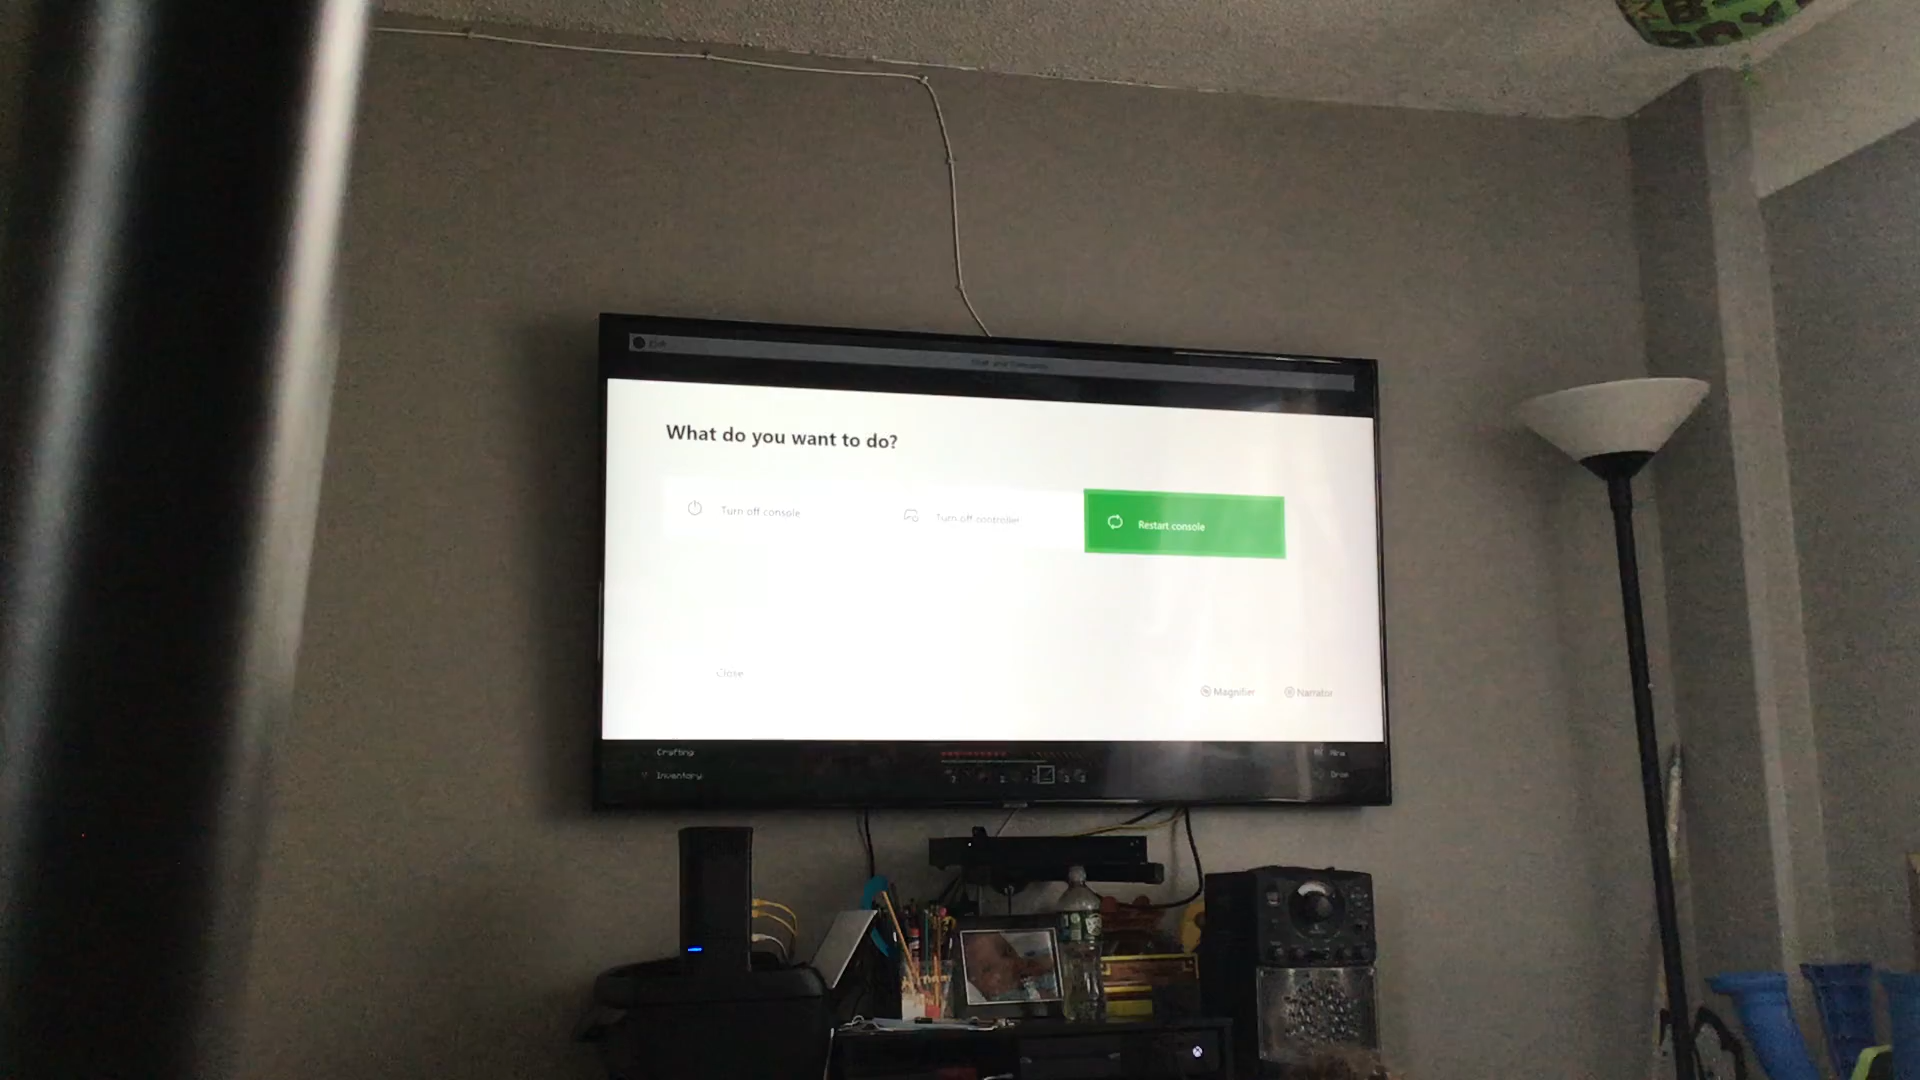 What do you want to do?
Turn off console
Turn off controller
Restart console
Close
Magnifier
Narrator
Crafting
Inventory